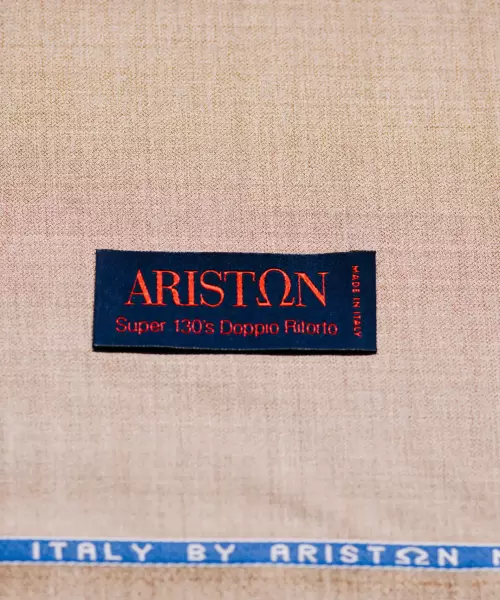 ARISTΩN
Super 130's Doppio Ritorto
MADE IN ITALY
ITALY BY ARISTΩN